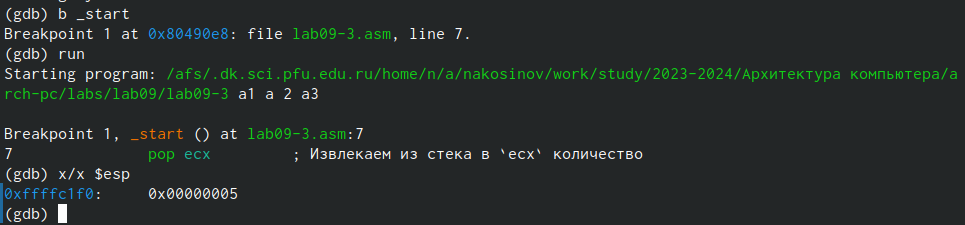 (gdb) b _start
Breakpoint 1 at 0x80490e8: file lab09-3.asm, line 7.
(gdb) run
Starting program: /afs/.dk.sci.pfu.edu.ru/home/n/a/nakosinov/work/study/2023-2024/Архитектура компьютера/a
rch-pc/labs/lab09/lab09-3 а1 а 2 а3
Breakpoint 1, _start () at lab09-3.asm:7
7 pop ecx ; Извлекаем из стека в `ecx` количество
(gdb) x/x $esp
0xffffc1f0: 0x00000005
(gdb)